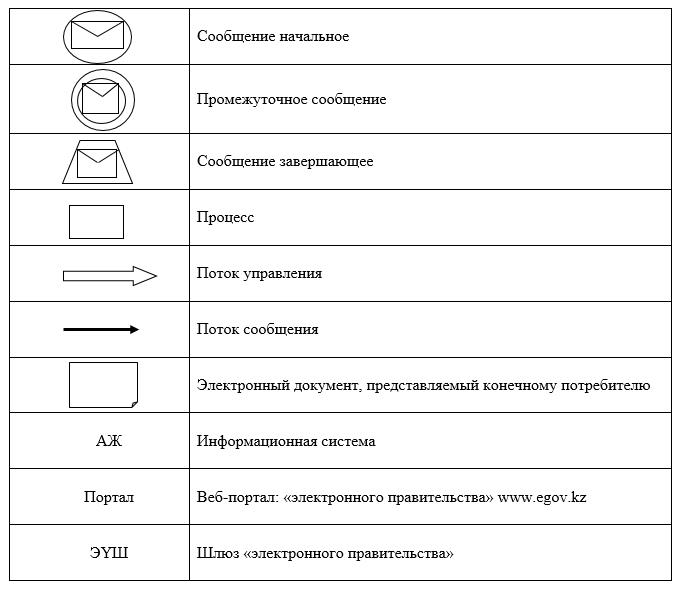 Сообщение начальное
Промежуточное сообщение
Сообщение завершающее
Процесс
Поток управления
Поток сообщения
Электронный документ, представляемый конечному потребителю
АЖ Информационная система
Портал Веб-портал: «электронного правительства» www.egov.kz
ЭҮШ Шлюз «электронного правительства»